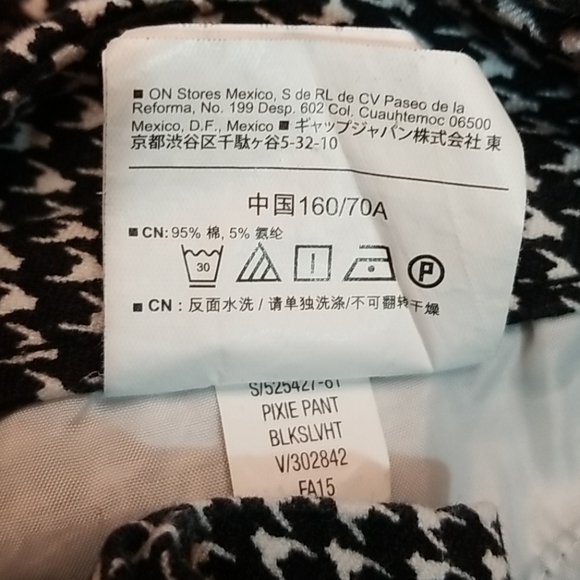 ■ ON Stores Mexico, S de RL de CV Paseo de la
Reforma, No. 199 Desp. 602 Col. Cuauhtemoc 06500
Mexico, D.F., Mexico ■ ギャップジャパン株式会社 東
京都渋谷区千駄ヶ谷5-32-10
中国160/70A
■ CN: 95% 棉, 5% 氨纶
30
P
■ CN : 反面水洗 / 请单独洗涤/不可翻转干燥
S/525427-61
PIXIE PANT
BLKSLVHT
V/302842
FA15